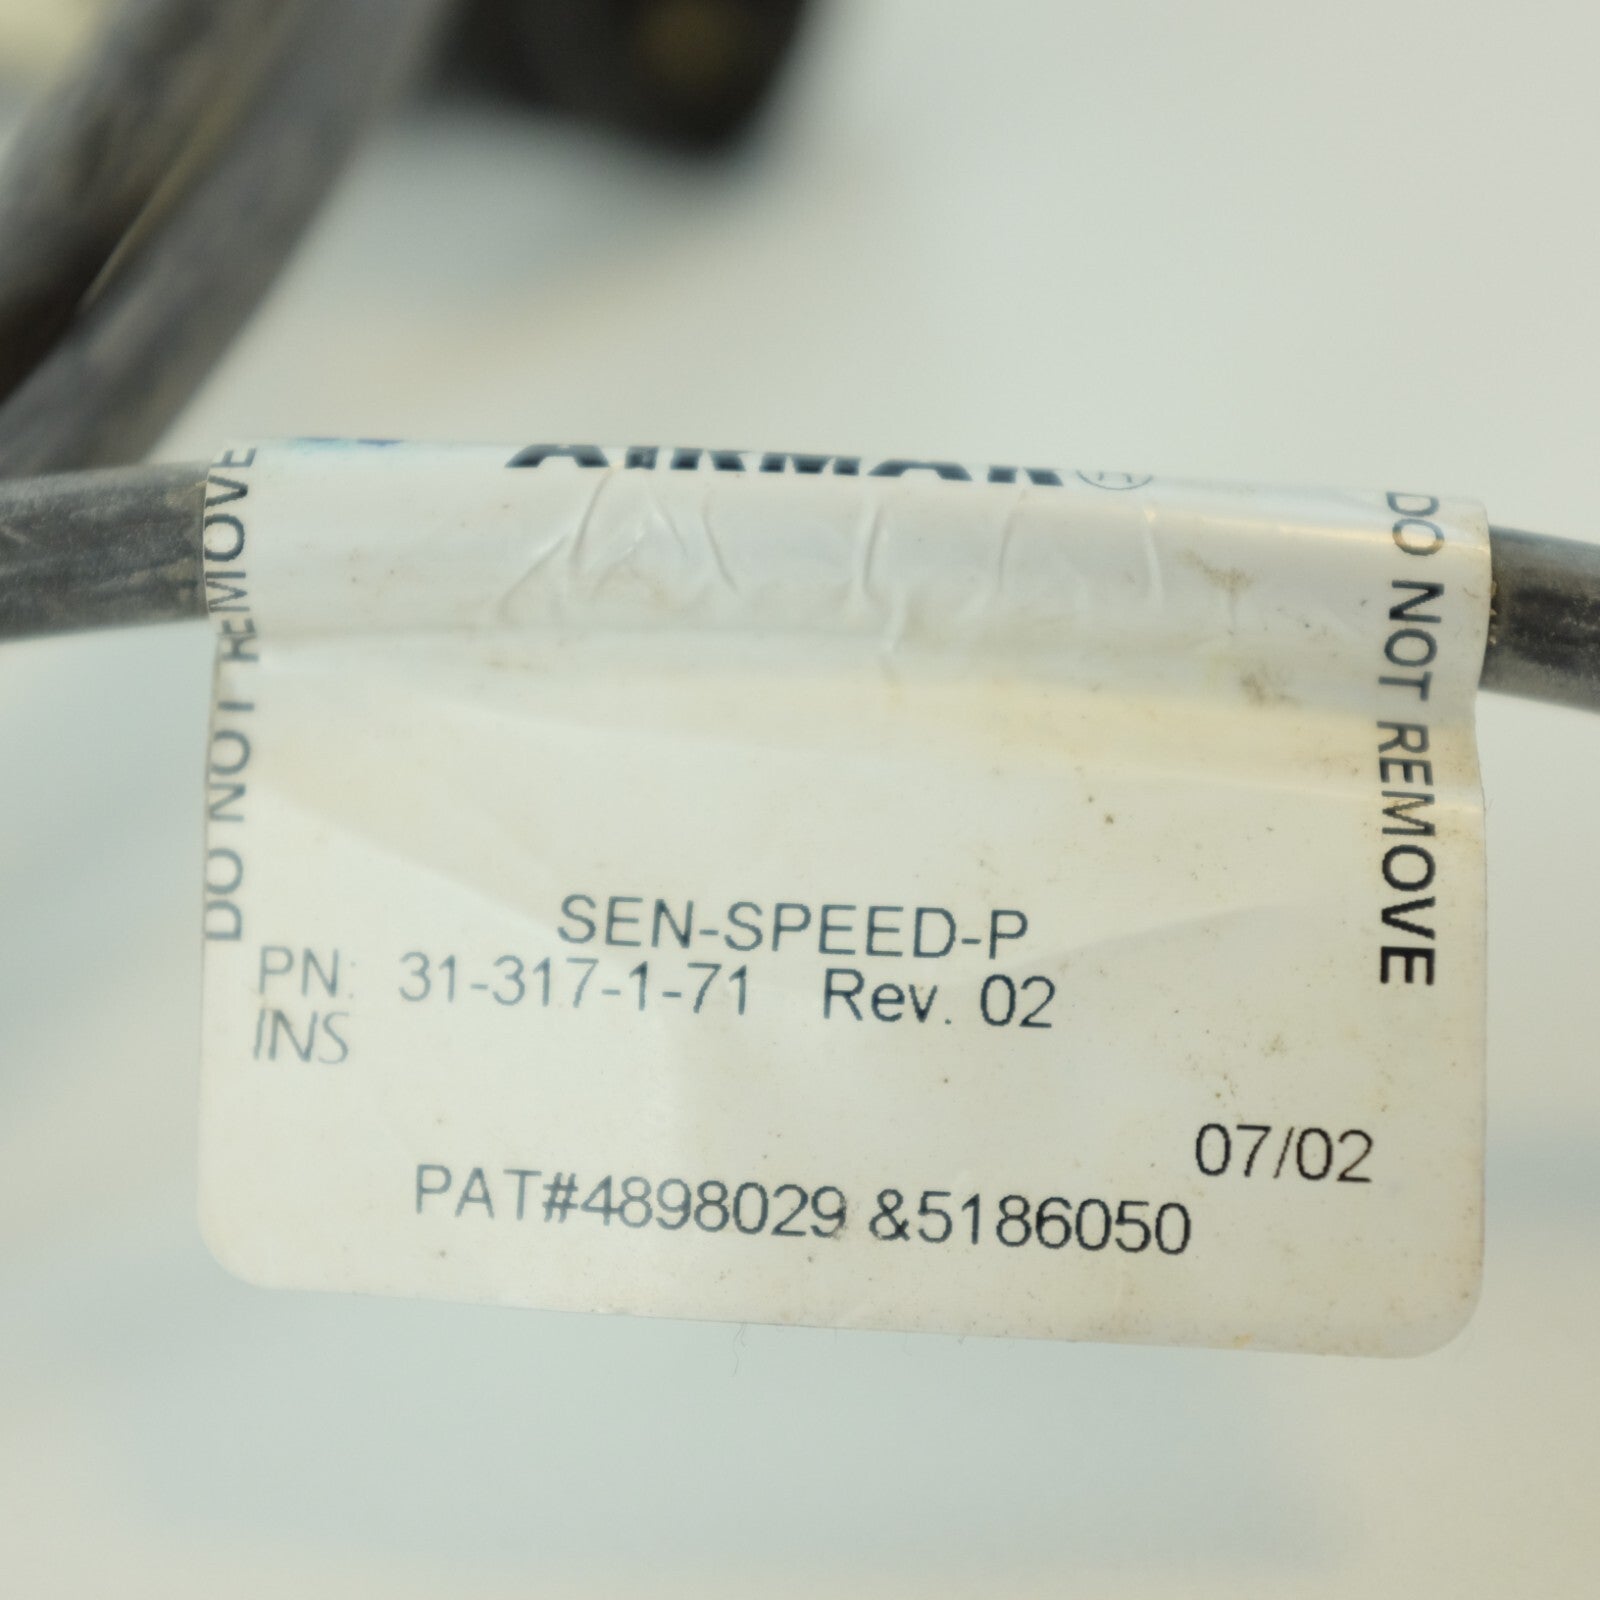 AIRMAR®
DO NOT REMOVE
DO NOT REMOVE
SEN-SPEED-P
PN: 31-317-1-71 Rev. 02
INS
07/02
PAT#4898029 &5186050